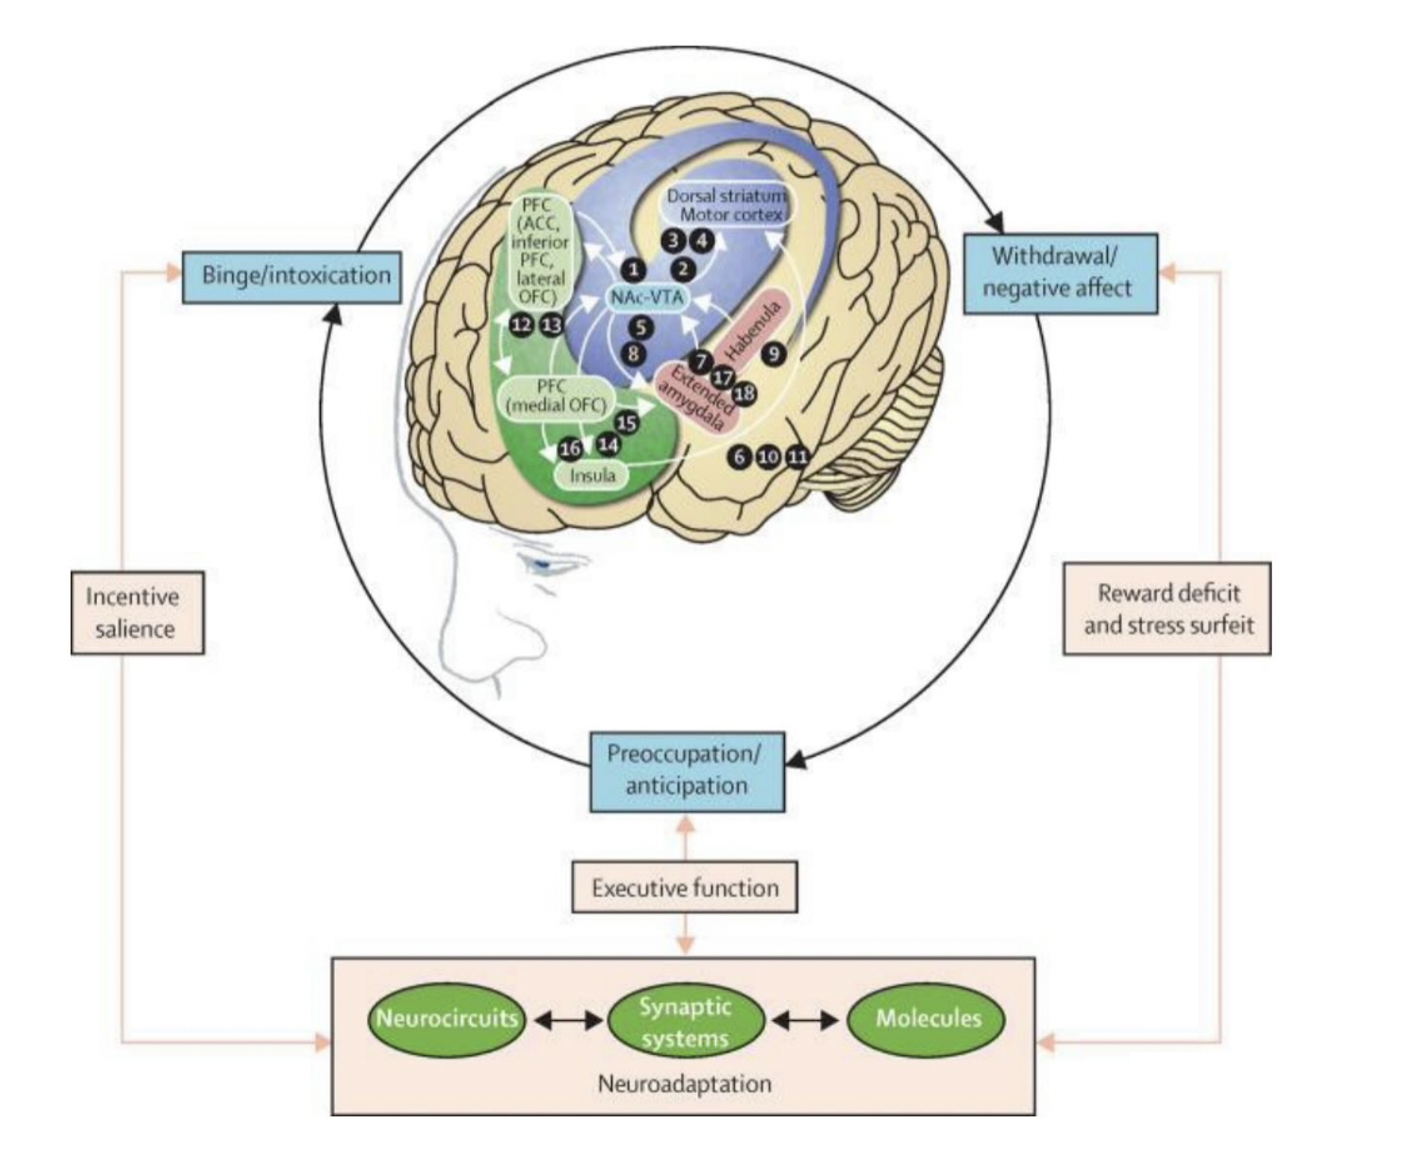 PFC
(ACC,
inferior
PFC,
lateral
OFC)
Dorsal striatum
Motor cortex
3 4
1 2
NAc-VTA
12 13
5
8
Habenula
7
9
17
18
Extended
amygdala
PFC
(medial OFC)
15
16 14
Insula
6 10 11
Binge/intoxication
Withdrawal/
negative affect
Incentive
salience
Reward deficit
and stress surfeit
Preoccupation/
anticipation
Executive function
Neurocircuits
Synaptic
systems
Molecules
Neuroadaptation